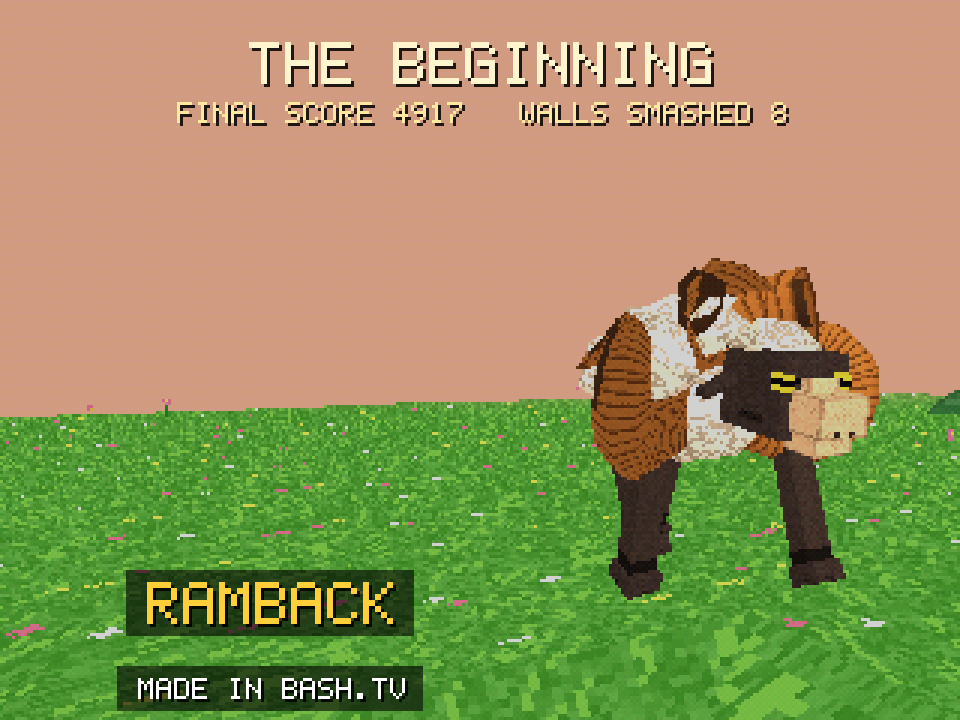 THE BEGINNING
FINAL SCORE 4917 WALLS SMASHED 8
RAMBACK
MADE IN BASH.TV